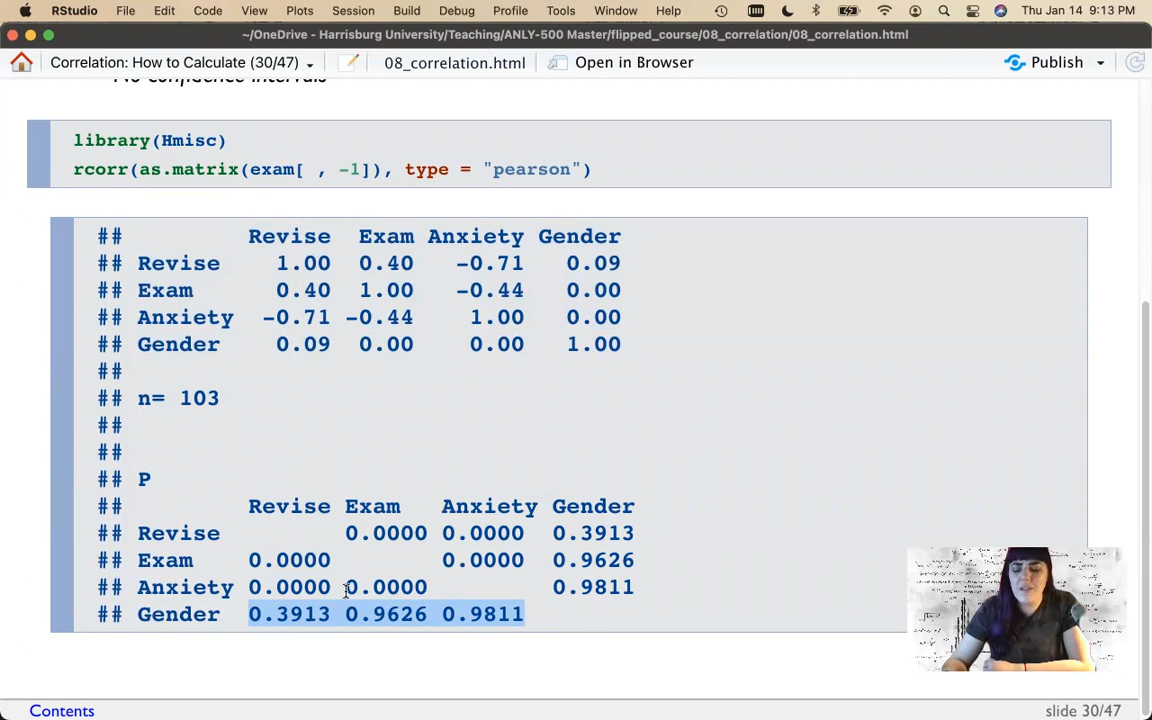 RStudio File Edit Code View Plots Session Build Debug Profile Tools Window Help Thu Jan 14 9:13 PM
~/OneDrive - Harrisburg University/Teaching/ANLY-500 Master/flipped_course/08_correlation/08_correlation.html
Correlation: How to Calculate (30/47) 08_correlation.html Open in Browser Publish
No confidence intervals
library(Hmisc)
rcorr(as.matrix(exam[ , -1]), type = "pearson")
## Revise Exam Anxiety Gender
## Revise 1.00 0.40 -0.71 0.09
## Exam 0.40 1.00 -0.44 0.00
## Anxiety -0.71 -0.44 1.00 0.00
## Gender 0.09 0.00 0.00 1.00
##
## n= 103
##
##
## P
## Revise Exam Anxiety Gender
## Revise 0.0000 0.0000 0.3913
## Exam 0.0000 0.0000 0.9626
## Anxiety 0.0000 0.0000 0.9811
## Gender 0.3913 0.9626 0.9811
Contents slide 30/47